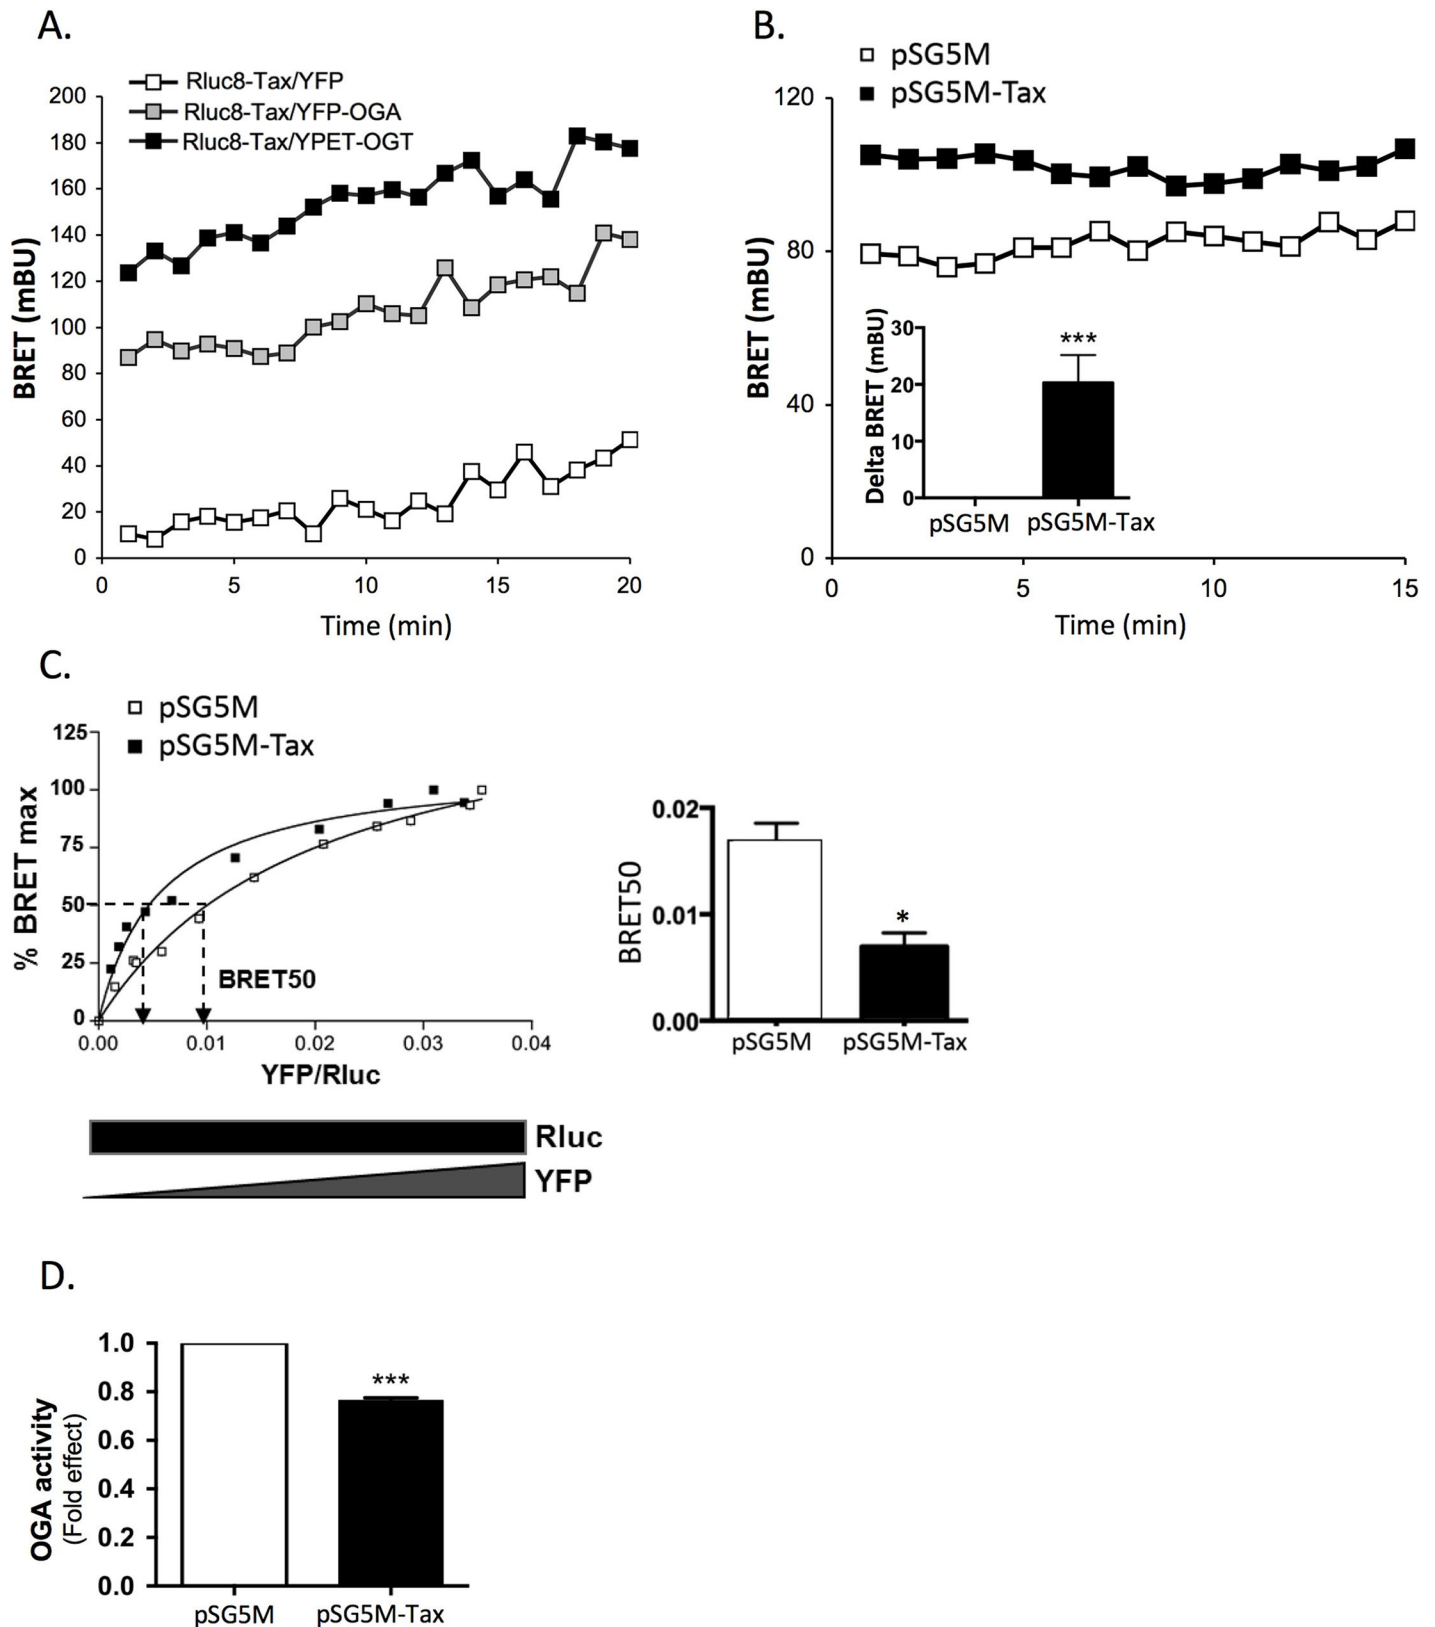 A.
Rluc8-Tax/YFP
Rluc8-Tax/YFP-OGA
Rluc8-Tax/YPET-OGT
200
180
160
140
120
100
80
60
40
20
0
BRET (mBU)
0 5 10 15 20
Time (min)
B.
pSG5M
pSG5M-Tax
120
80
40
0
BRET (mBU)
0 5 10 15
Time (min)
30
20
10
0
Delta BRET (mBU)
***
pSG5M pSG5M-Tax
C.
pSG5M
pSG5M-Tax
125
100
75
50
25
0
% BRET max
BRET50
0.00 0.01 0.02 0.03 0.04
YFP/Rluc
Rluc
YFP
0.02
0.01
0.00
BRET50
*
pSG5M pSG5M-Tax
D.
1.0
0.8
0.6
0.4
0.2
0.0
OGA activity
(Fold effect)
***
pSG5M pSG5M-Tax